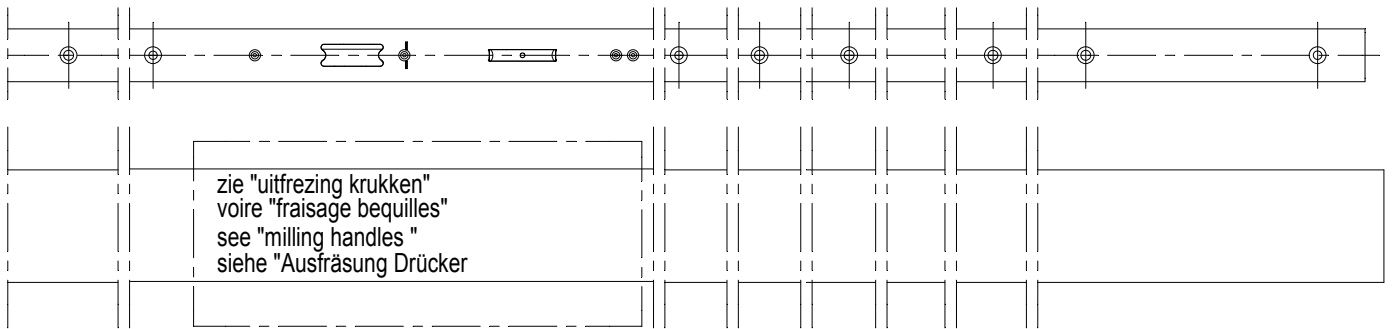 zie "uitfrezing krukken"
voire "fraisage bequilles"
see "milling handles "
siehe "Ausfräsung Drücker